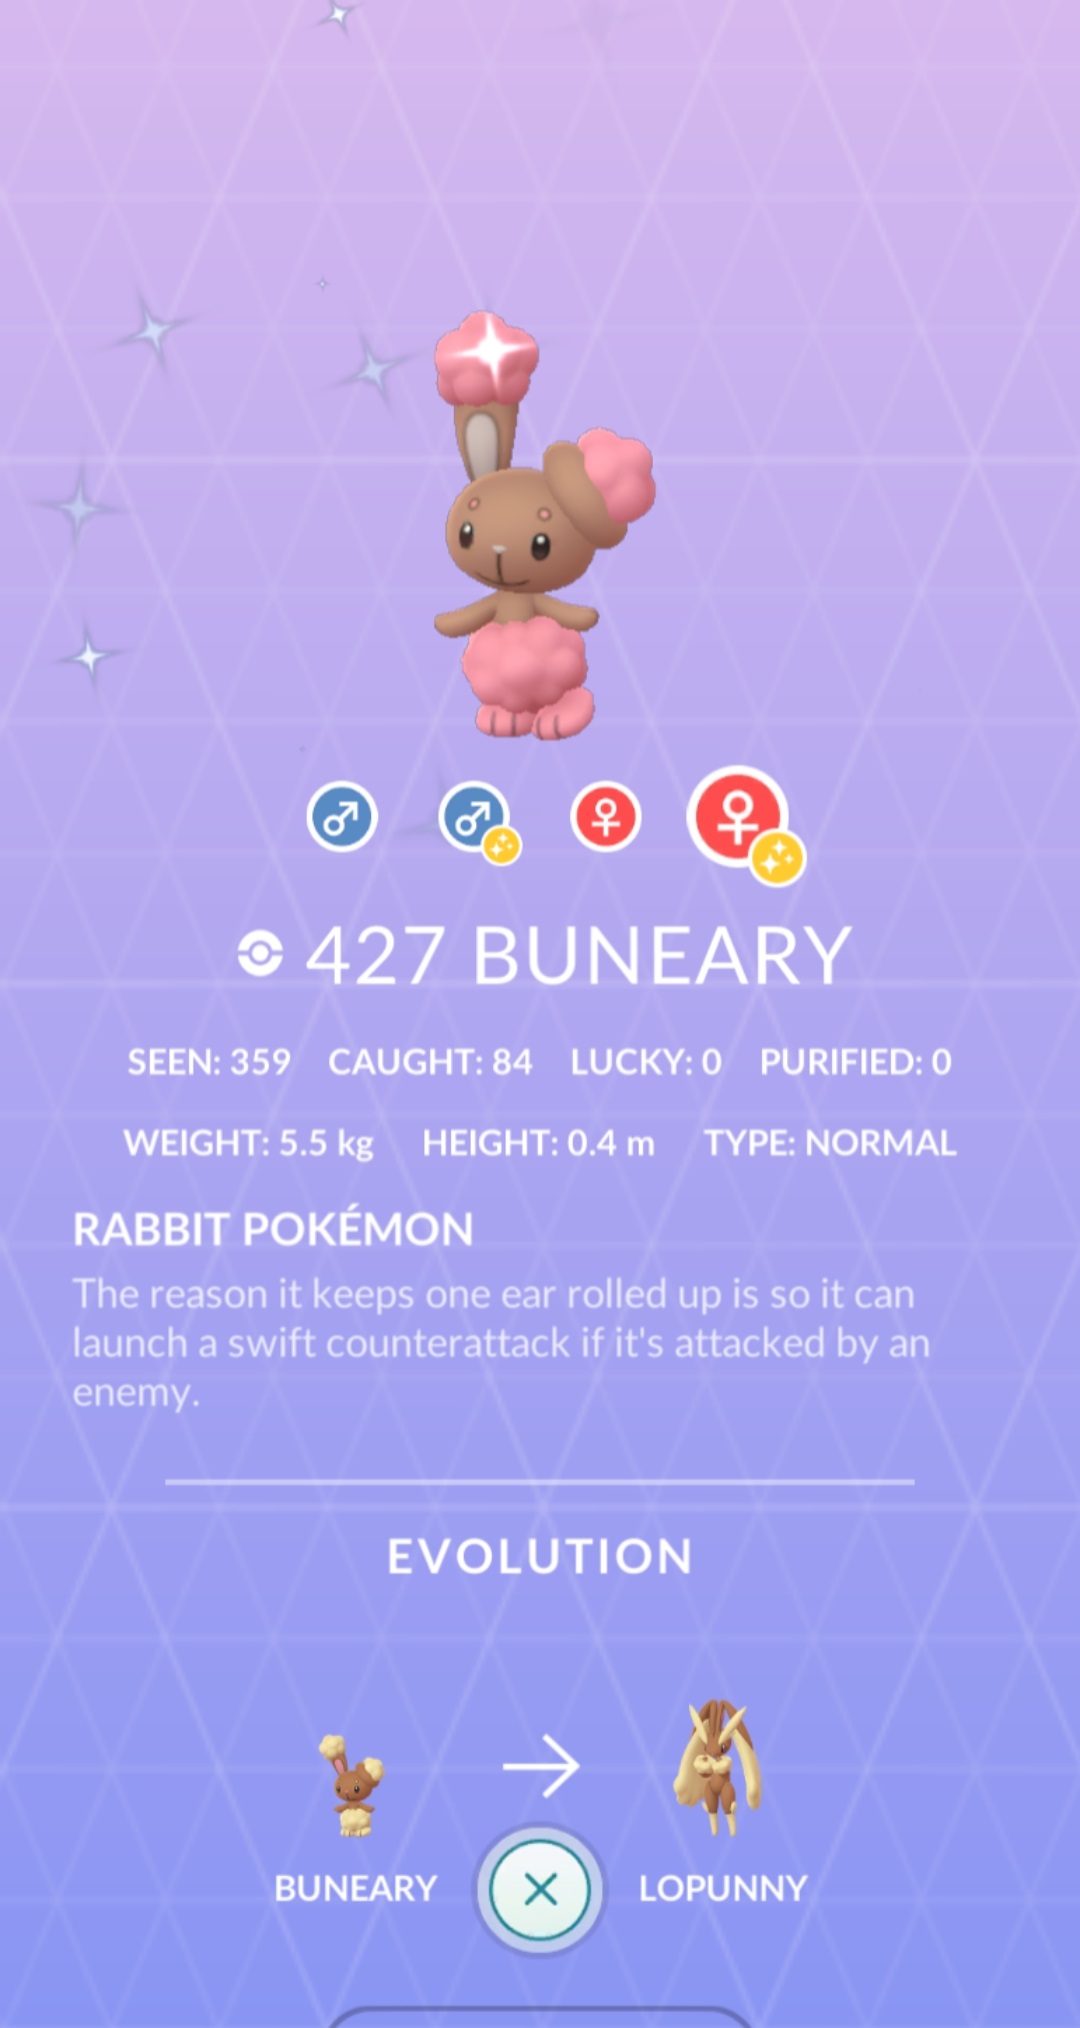 427 BUNEARY
SEEN: 359 CAUGHT: 84 LUCKY: 0 PURIFIED: 0
WEIGHT: 5.5 kg HEIGHT: 0.4 m TYPE: NORMAL
RABBIT POKÉMON
The reason it keeps one ear rolled up is so it can
launch a swift counterattack if it's attacked by an
enemy.
EVOLUTION
BUNEARY LOPUNNY